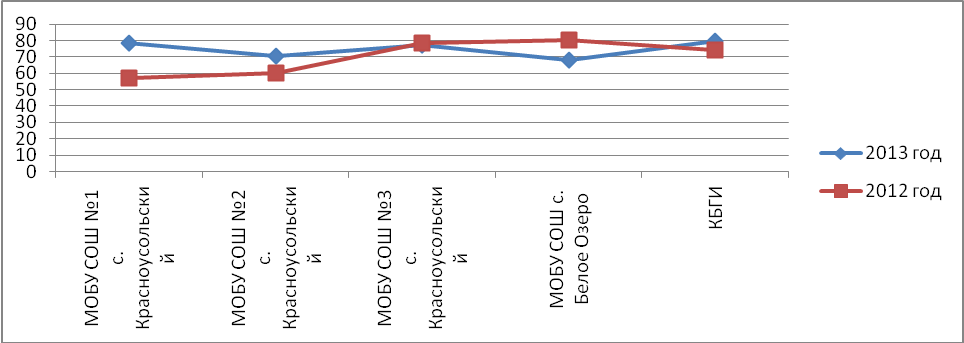 90
80
70
60
50
40
30
20
10
0
МОБУ СОШ №1
с.
Красноусольски
й
МОБУ СОШ №2
с.
Красноусольски
й
МОБУ СОШ №3
с.
Красноусольски
й
МОБУ СОШ с.
Белое Озеро
КБГИ
2013 год
2012 год